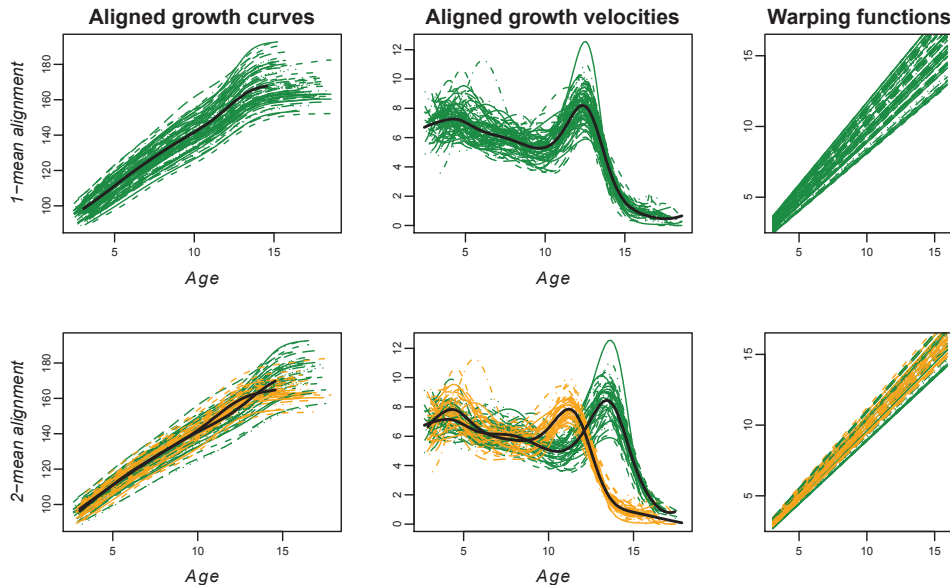 Aligned growth curves
Aligned growth velocities
Warping functions
1−mean alignment
100 120 140 160 180
5 10 15
Age
0 2 4 6 8 10 12
5 10 15
Age
5 10 15
5 10 15
2−mean alignment
100 120 140 160 180
5 10 15
Age
0 2 4 6 8 10 12
5 10 15
Age
5 10 15
5 10 15